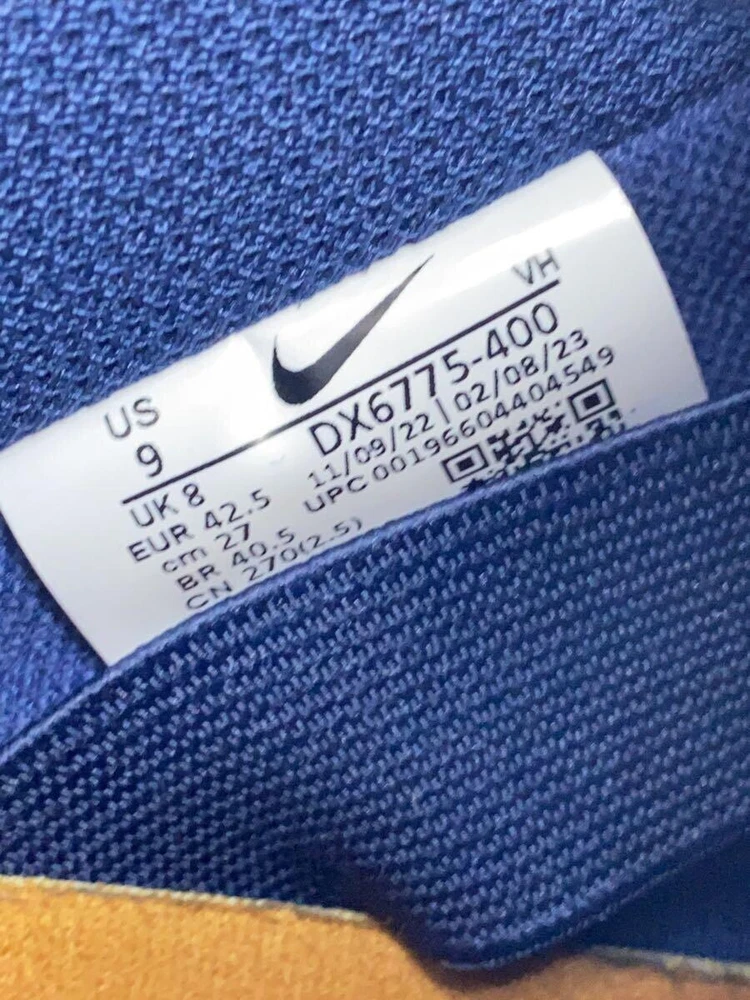 VH
US
9
DX6775-400
11/09/22 | 02/08/23
UPC 00196604404549
UK 8
EUR 42.5
cm 27
BR 40.5
CN 270(2.5)